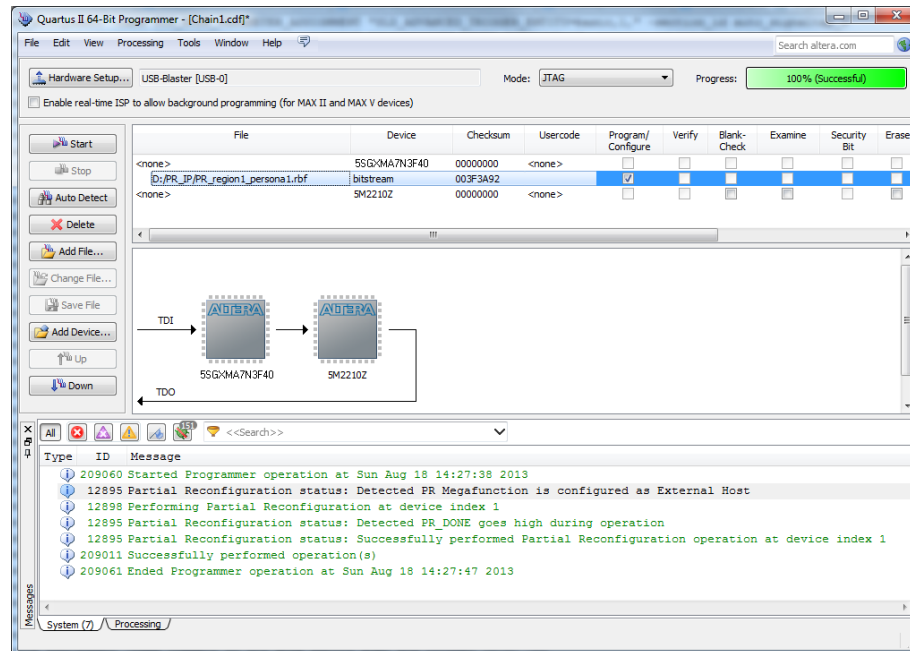 Quartus II 64-Bit Programmer - [Chain1.cdf]*
File Edit View Processing Tools Window Help
Search altera.com
Hardware Setup... USB-Blaster [USB-0] Mode: JTAG Progress: 100% (Successful)
Enable real-time ISP to allow background programming (for MAX II and MAX V devices)
File Device Checksum Usercode Program/ Configure Verify Blank- Check Examine Security Bit Erase
<none> 5SGXMA7N3F40 00000000 <none>
D:/PR_IP/PR_region1_persona1.rbf bitstream 003F3A92
<none> 5M2210Z 00000000 <none>
Start
Stop
Auto Detect
Delete
Add File...
Change File...
Save File
Add Device...
Up
Down
TDI
ALTERA ALTERA
5SGXMA7N3F40 5M2210Z
TDO
All 151 <<Search>>
Type ID Message
209060 Started Programmer operation at Sun Aug 18 14:27:38 2013
12895 Partial Reconfiguration status: Detected PR Megafunction is configured as External Host
12898 Performing Partial Reconfiguration at device index 1
12895 Partial Reconfiguration status: Detected PR_DONE goes high during operation
12895 Partial Reconfiguration status: Successfully performed Partial Reconfiguration operation at device index 1
209011 Successfully performed operation(s)
209061 Ended Programmer operation at Sun Aug 18 14:27:47 2013
Messages
System (7) Processing